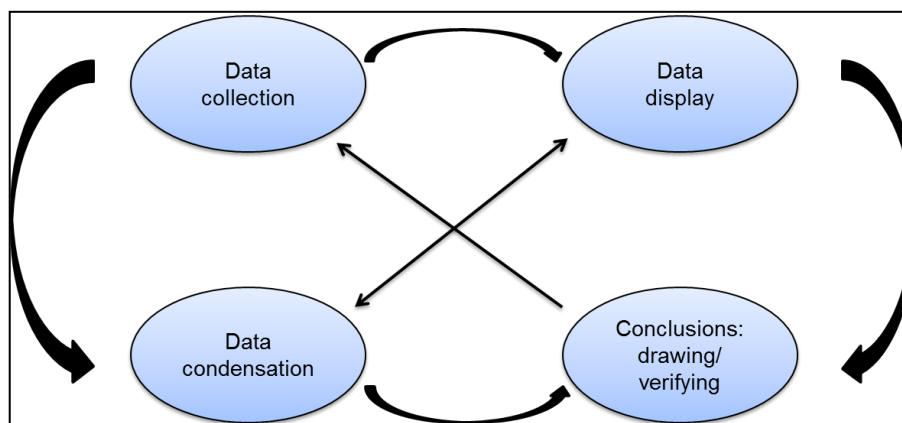 Data
collection
Data
display
Data
condensation
Conclusions:
drawing/
verifying